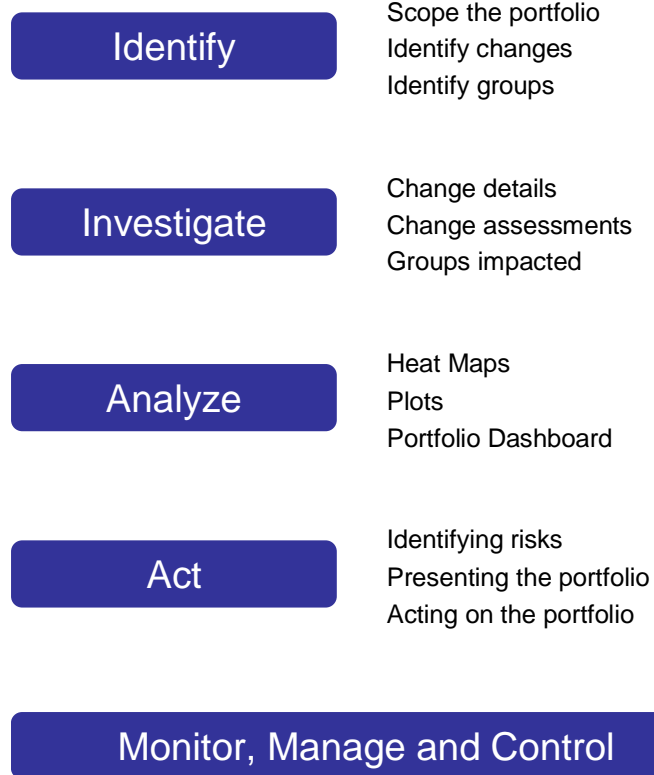 Identify
Scope the portfolio
Identify changes
Identify groups
Investigate
Change details
Change assessments
Groups impacted
Analyze
Heat Maps
Plots
Portfolio Dashboard
Act
Identifying risks
Presenting the portfolio
Acting on the portfolio
Monitor, Manage and Control